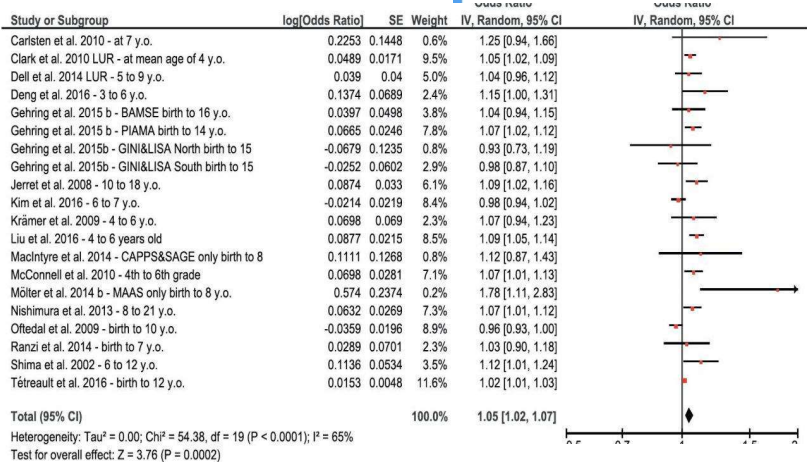 Odds Ratio Odds Ratio
Study or Subgroup log[Odds Ratio] SE Weight IV, Random, 95% CI IV, Random, 95% CI
Carlsten et al. 2010 - at 7 y.o. 0.2253 0.1448 0.6% 1.25 [0.94, 1.66]
Clark et al. 2010 LUR - at mean age of 4 y.o. 0.0489 0.0171 9.4% 1.05 [1.02, 1.09]
Dell et al. 2014 LUR - 5 to 9 y.o. 0.039 0.04 5.1% 1.04 [0.96, 1.12]
Deng et al. 2016 - 3 to 6 y.o. 0.1374 0.0689 2.4% 1.15 [1.00, 1.31]
Gehring et al. 2015 b - BAMSE birth to 16 y.o. 0.0397 0.0498 3.9% 1.04 [0.94, 1.15]
Gehring et al. 2015 b - PIAMA birth to 14 y.o. 0.0665 0.0246 7.8% 1.07 [1.02, 1.12]
Gehring et al. 2015b - GINI&LISA North birth to 15 -0.0679 0.1235 0.9% 0.93 [0.73, 1.19]
Gehring et al. 2015b - GINI&LISA South birth to 15 -0.0252 0.0602 2.9% 0.98 [0.87, 1.10]
Jerret et al. 2008 - 10 to 18 y.o. 0.0874 0.033 6.1% 1.09 [1.02, 1.16]
Kim et al. 2016 - 6 to 7 y.o. -0.0214 0.0219 8.4% 0.98 [0.94, 1.02]
Krämer et al. 2009 - 4 to 6 y.o. 0.0698 0.069 2.3% 1.07 [0.94, 1.23]
Liu et al. 2016 - 4 to 6 years old 0.0877 0.0215 8.5% 1.09 [1.05, 1.14]
MacIntyre et al. 2014 - CAPPS&SAGE only birth to 8 0.1111 0.1268 0.8% 1.12 [0.87, 1.43]
McConnell et al. 2010 - 4th to 6th grade 0.0698 0.0281 7.1% 1.07 [1.01, 1.13]
Mölter et al. 2014 b - MAAS only birth to 8 y.o. 0.574 0.2374 0.2% 1.78 [1.11, 2.83]
Nishimura et al. 2013 - 8 to 21 y.o. 0.0632 0.0269 7.3% 1.07 [1.01, 1.12]
Oftedal et al. 2009 - birth to 10 y.o. -0.0359 0.0196 8.9% 0.96 [0.93, 1.00]
Ranzi et al. 2014 - birth to 7 y.o. 0.0289 0.0701 2.3% 1.03 [0.90, 1.18]
Shima et al. 2002 - 6 to 12 y.o. 0.1136 0.0534 3.5% 1.12 [1.01, 1.24]
Tétreault et al. 2016 - birth to 12 y.o. 0.0153 0.0048 11.6% 1.02 [1.01, 1.03]
Total (95% CI) 100.0% 1.05 [1.02, 1.07]
Heterogeneity: Tau² = 0.00; Chi² = 54.38, df = 19 (P < 0.0001); I² = 65%
0.5 0.7 1 1.5 2
Test for overall effect: Z = 3.76 (P = 0.0002)